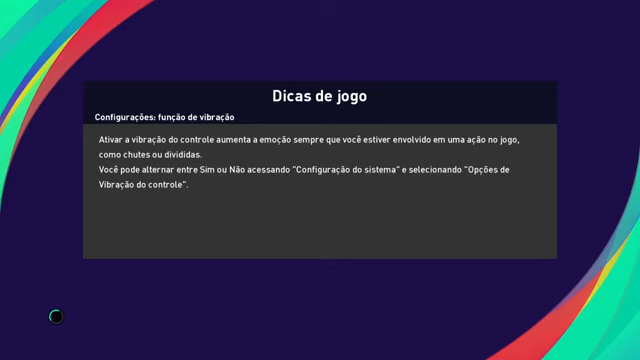 Dicas de jogo
Configurações: função de vibração
Ativar a vibração do controle aumenta a emoção sempre que você estiver envolvido em uma ação no jogo,
como chutes ou divididas.
Você pode alternar entre Sim ou Não acessando "Configuração do sistema" e selecionando "Opções de
Vibração do controle".